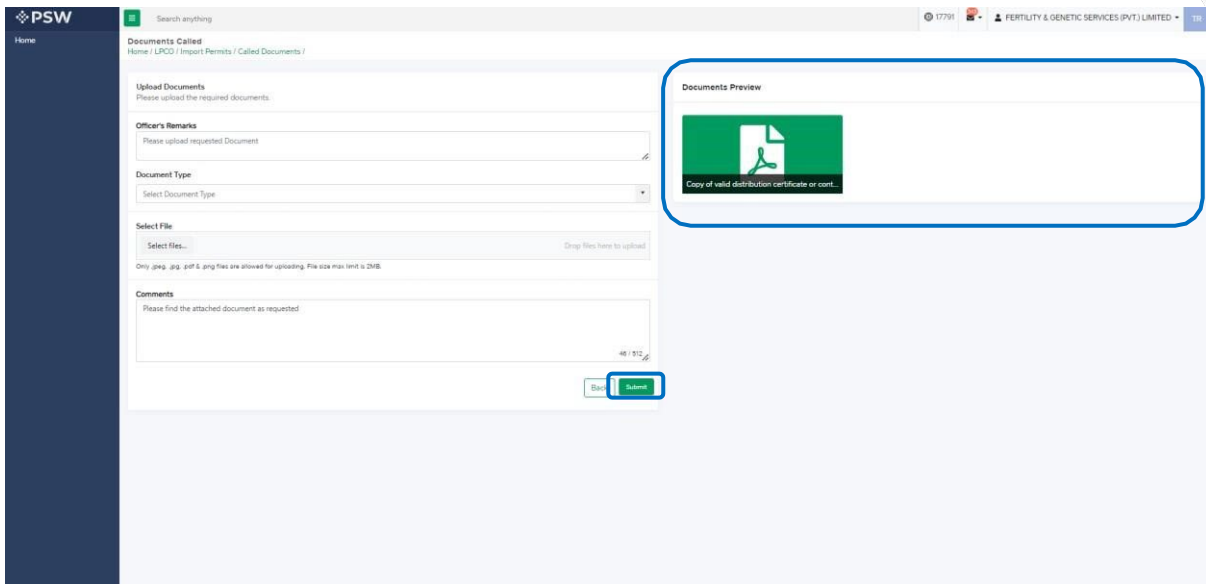 PSW
Search anything
17791
FERTILITY & GENETIC SERVICES (PVT.) LIMITED
TR
Home
Documents Called
Home / LPCO / Import Permits / Called Documents /
Upload Documents
Please upload the required documents.
Officer's Remarks
Please upload requested Document
Document Type
Select Document Type
Select File
Select files...
Drop files here to upload
Only .jpeg, .jpg, .pdf & .png files are allowed for uploading. File size max limit is 2MB.
Comments
Please find the attached document as requested
46 / 512
Back
Submit
Documents Preview
Copy of valid distribution certificate or cont...